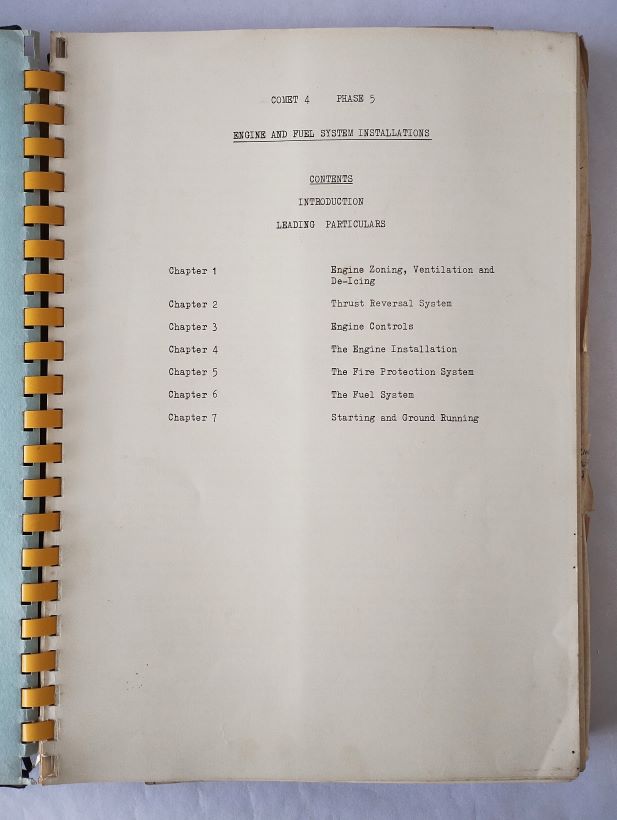 COMET 4 PHASE 5
ENGINE AND FUEL SYSTEM INSTALLATIONS
CONTENTS
INTRODUCTION
LEADING PARTICULARS
Chapter 1 Engine Zoning, Ventilation and
De-Icing
Chapter 2 Thrust Reversal System
Chapter 3 Engine Controls
Chapter 4 The Engine Installation
Chapter 5 The Fire Protection System
Chapter 6 The Fuel System
Chapter 7 Starting and Ground Running